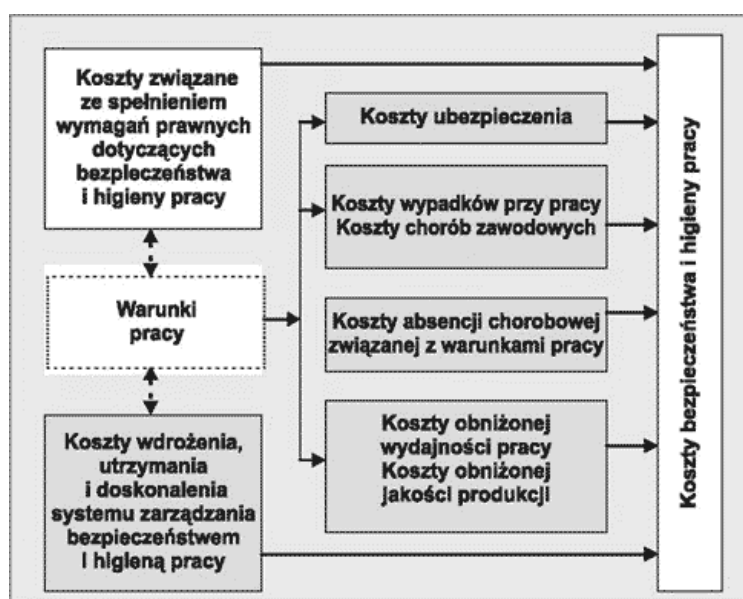 Koszty związane
ze spełnieniem
wymagań prawnych
dotyczących
bezpieczeństwa
i higieny pracy
Warunki
pracy
Koszty wdrożenia,
utrzymania
i doskonalenia
systemu zarządzania
bezpieczeństwem
i higieną pracy
Koszty ubezpieczenia
Koszty wypadków przy pracy
Koszty chorób zawodowych
Koszty absencji chorobowej
związanej z warunkami pracy
Koszty obniżonej
wydajności pracy
Koszty obniżonej
jakości produkcji
Koszty bezpieczeństwa i higieny pracy